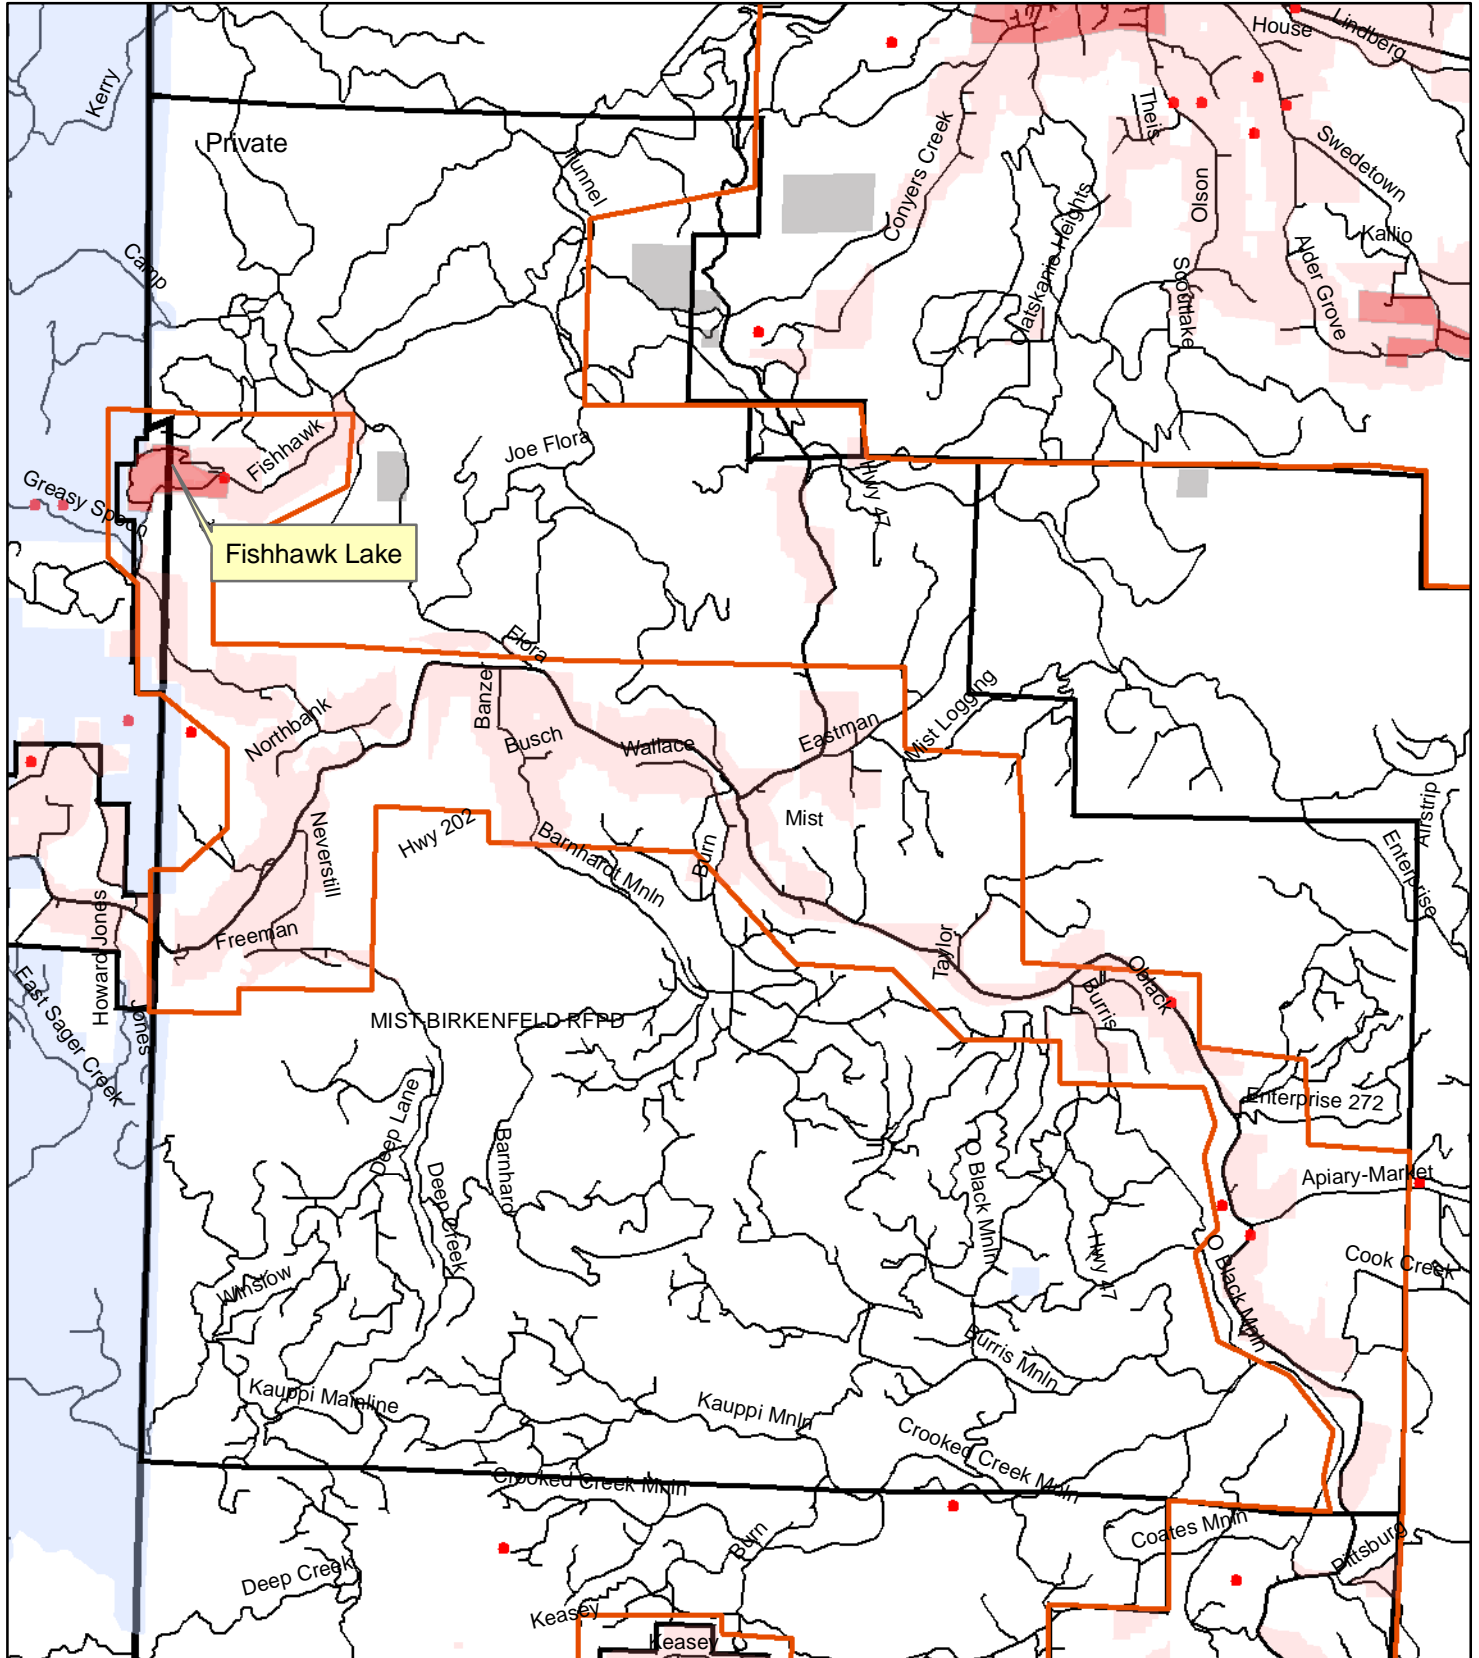 House
Lindberg
Kerry
Theis
Private
Conyers Creek
Swedetown
Tunnel
Olson
Clatskanie Heights
Kallio
Camp
Scoutlake
Alder Grove
Joe Flora
Fishhawk
Hwy 47
Greasy Spoon
Fishhawk Lake
Flora
Banzer
Mist Logging
Northbank
Busch
Wallace
Eastman
Airstrip
Mist
Neverstill
Hwy 202
Barnhardt Mnln
Burn
Enterprise
Howard Jones
Freeman
Taylor
Oblack
East Sager Creek
Jones
MIST-BIRKENFELD RFPD
Burris
Deep Lane
Enterprise 272
Barnhard
O Black Mnln
Apiary-Market
Deep Creek
Hwy 47
Cook Creek
Winslow
O Black Mnln
Burris Mnln
Kauppi Mainline
Kauppi Mnln
Crooked Creek Mnln
Crooked Creek Mnln
Coates Mnln
Burn
Pittsburg
Deep Creek
Keasey
Keasey